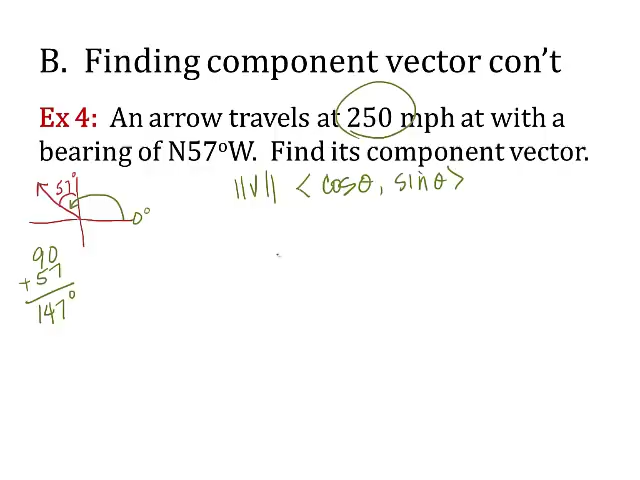 B. Finding component vector con't
Ex 4: An arrow travels at 250 mph at with a
bearing of N57°W. Find its component vector.
57°
0°
||v|| < cosθ, sinθ >
90
+57
147°